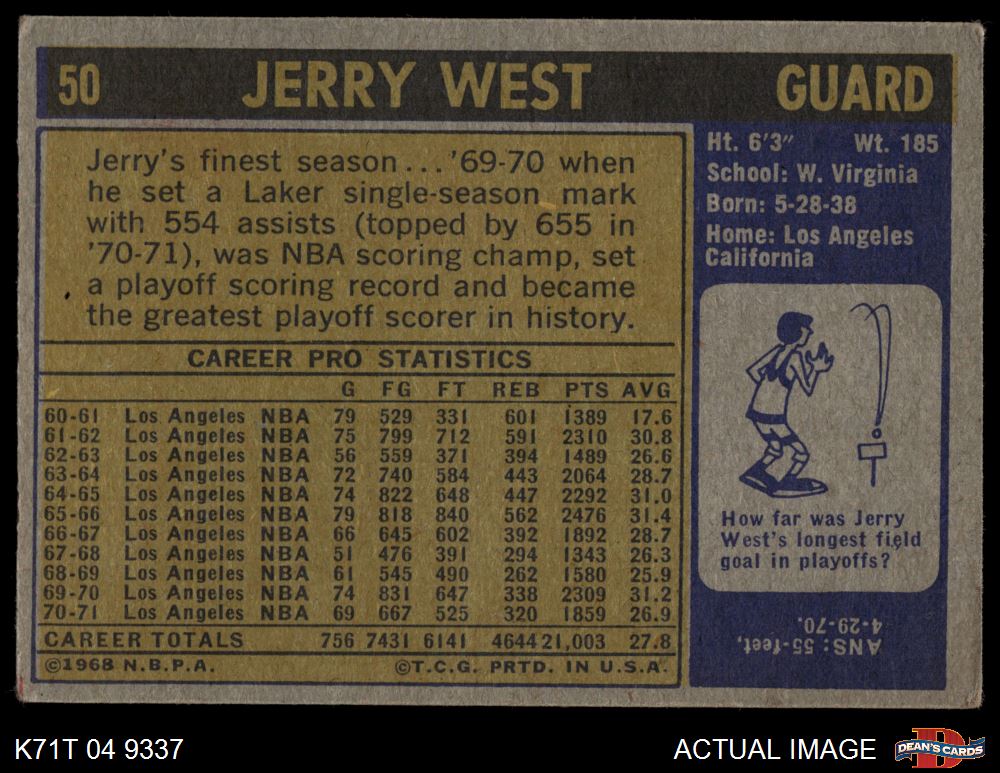 50 JERRY WEST GUARD
Jerry's finest season... '69-70 when
he set a Laker single-season mark
with 554 assists (topped by 655 in
'70-71), was NBA scoring champ, set
a playoff scoring record and became
the greatest playoff scorer in history.
CAREER PRO STATISTICS
G FG FT REB PTS AVG
60-61 Los Angeles NBA 79 529 331 601 1389 17.6
61-62 Los Angeles NBA 75 799 712 591 2310 30.8
62-63 Los Angeles NBA 56 559 371 394 1489 26.6
63-64 Los Angeles NBA 72 740 584 443 2064 28.7
64-65 Los Angeles NBA 74 822 648 447 2292 31.0
65-66 Los Angeles NBA 79 818 840 562 2476 31.4
66-67 Los Angeles NBA 66 645 602 392 1892 28.7
67-68 Los Angeles NBA 51 476 391 294 1343 26.3
68-69 Los Angeles NBA 61 545 490 262 1580 25.9
69-70 Los Angeles NBA 74 831 647 338 2309 31.2
70-71 Los Angeles NBA 69 667 525 320 1859 26.9
CAREER TOTALS 756 7431 6141 4644 21,003 27.8
©1968 N.B.P.A. ©T.C.G. PRTD. IN U.S.A.
Ht. 6'3" Wt. 185
School: W. Virginia
Born: 5-28-38
Home: Los Angeles
California
How far was Jerry
West's longest field
goal in playoffs?
ANS: 55-feet,
4-29-70.
K71T 04 9337 ACTUAL IMAGE
DEAN'S CARDS